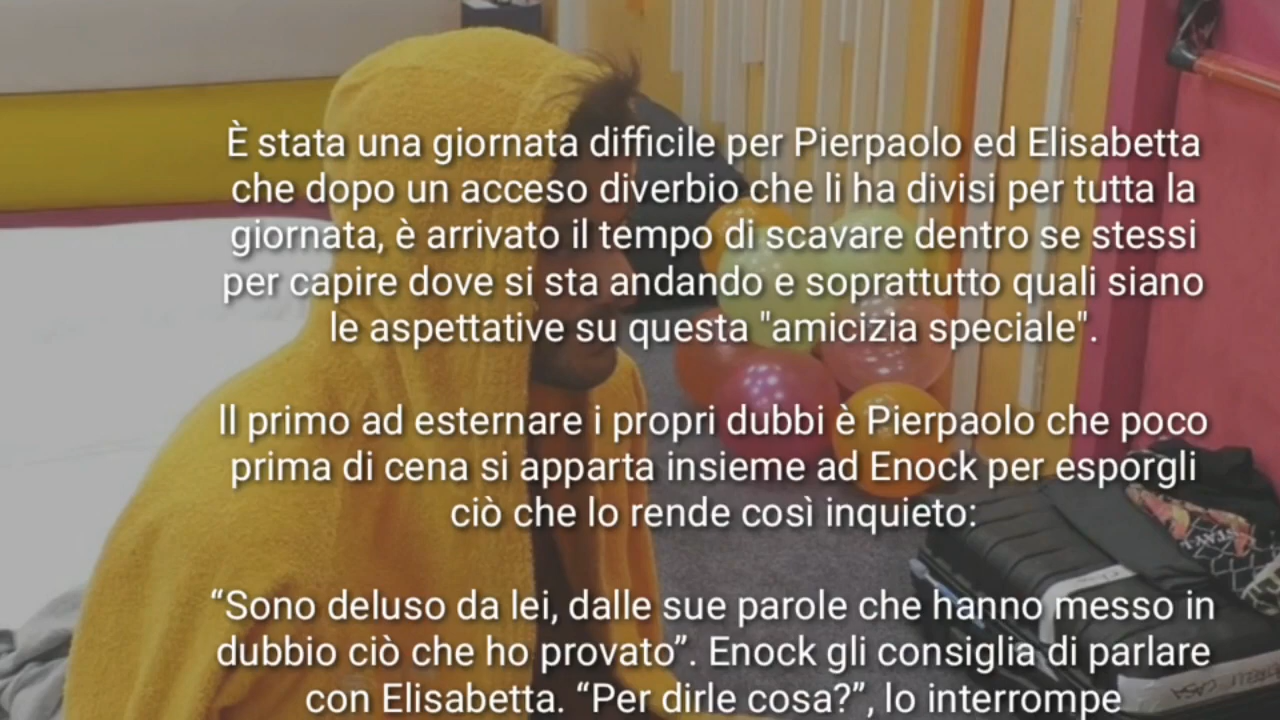 È stata una giornata difficile per Pierpaolo ed Elisabetta
che dopo un acceso diverbio che li ha divisi per tutta la
giornata, è arrivato il tempo di scavare dentro se stessi
per capire dove si sta andando e soprattutto quali siano
le aspettative su questa "amicizia speciale".
Il primo ad esternare i propri dubbi è Pierpaolo che poco
prima di cena si apparta insieme ad Enock per esporgli
ciò che lo rende così inquieto:
“Sono deluso da lei, dalle sue parole che hanno messo in
dubbio ciò che ho provato”. Enock gli consiglia di parlare
con Elisabetta. “Per dirle cosa?”, lo interrompe